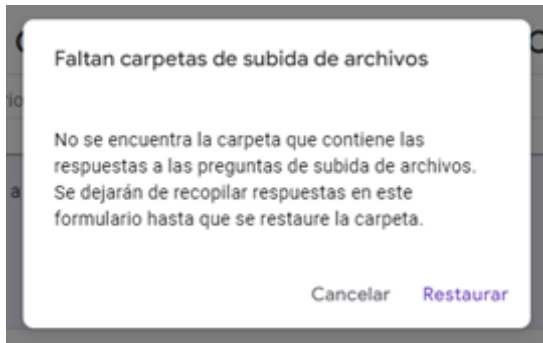 Faltan carpetas de subida de archivos
No se encuentra la carpeta que contiene las
respuestas a las preguntas de subida de archivos.
Se dejarán de recopilar respuestas en este
formulario hasta que se restaure la carpeta.
Cancelar Restaurar